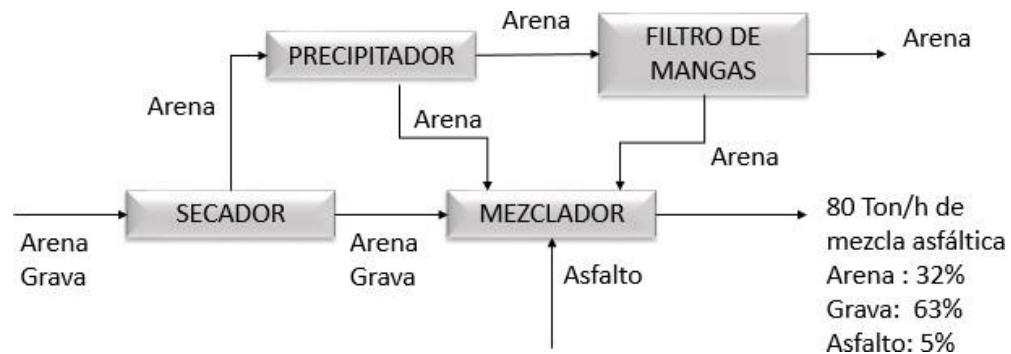 Arena
PRECIPITADOR
FILTRO DE
MANGAS
Arena
Arena
Arena
Arena
SECADOR
MEZCLADOR
80 Ton/h de
mezcla asfáltica
Arena : 32%
Grava: 63%
Asfalto: 5%
Arena
Grava
Arena
Grava
Asfalto